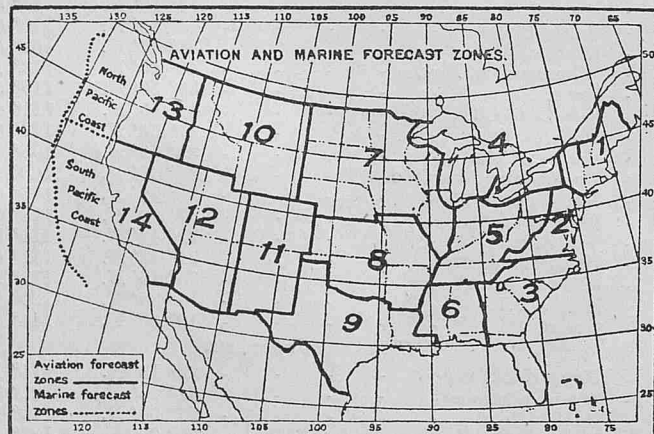 135 130 125 120 115 110 105 100 95 90 85 80 75 70 65
AVIATION AND MARINE FORECAST ZONES.
45
40
35
30
25
50
45
40
35
30
25
North
Pacific
Coast
South
Pacific
Coast
13
10
7
4
1
14
12
11
8
5
2
9
6
3
Aviation forecast
zones
Marine forecast
zones
120 115 110 105 100 95 90 85 80 75